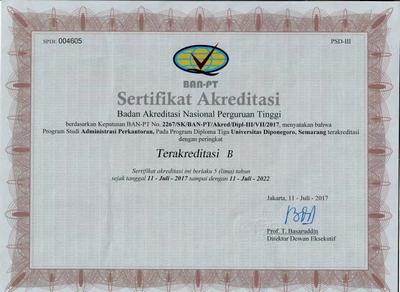 SPDI: 004605
PSD-III
BAN-PT
Sertifikat Akreditasi
Badan Akreditasi Nasional Perguruan Tinggi
berdasarkan Keputusan BAN-PT No. 2267/SK/BAN-PT/Akred/Dipl-III/VII/2017, menyatakan bahwa
Program Studi Administrasi Perkantoran, Pada Program Diploma Tiga Universitas Diponegoro, Semarang terakreditasi
dengan peringkat
Terakreditasi B
Sertifikat akreditasi ini berlaku 5 (lima) tahun
sejak tanggal 11 - Juli - 2017 sampai dengan 11 - Juli - 2022
Jakarta, 11 - Juli - 2017
Prof. T. Basaruddin
Direktur Dewan Eksekutif